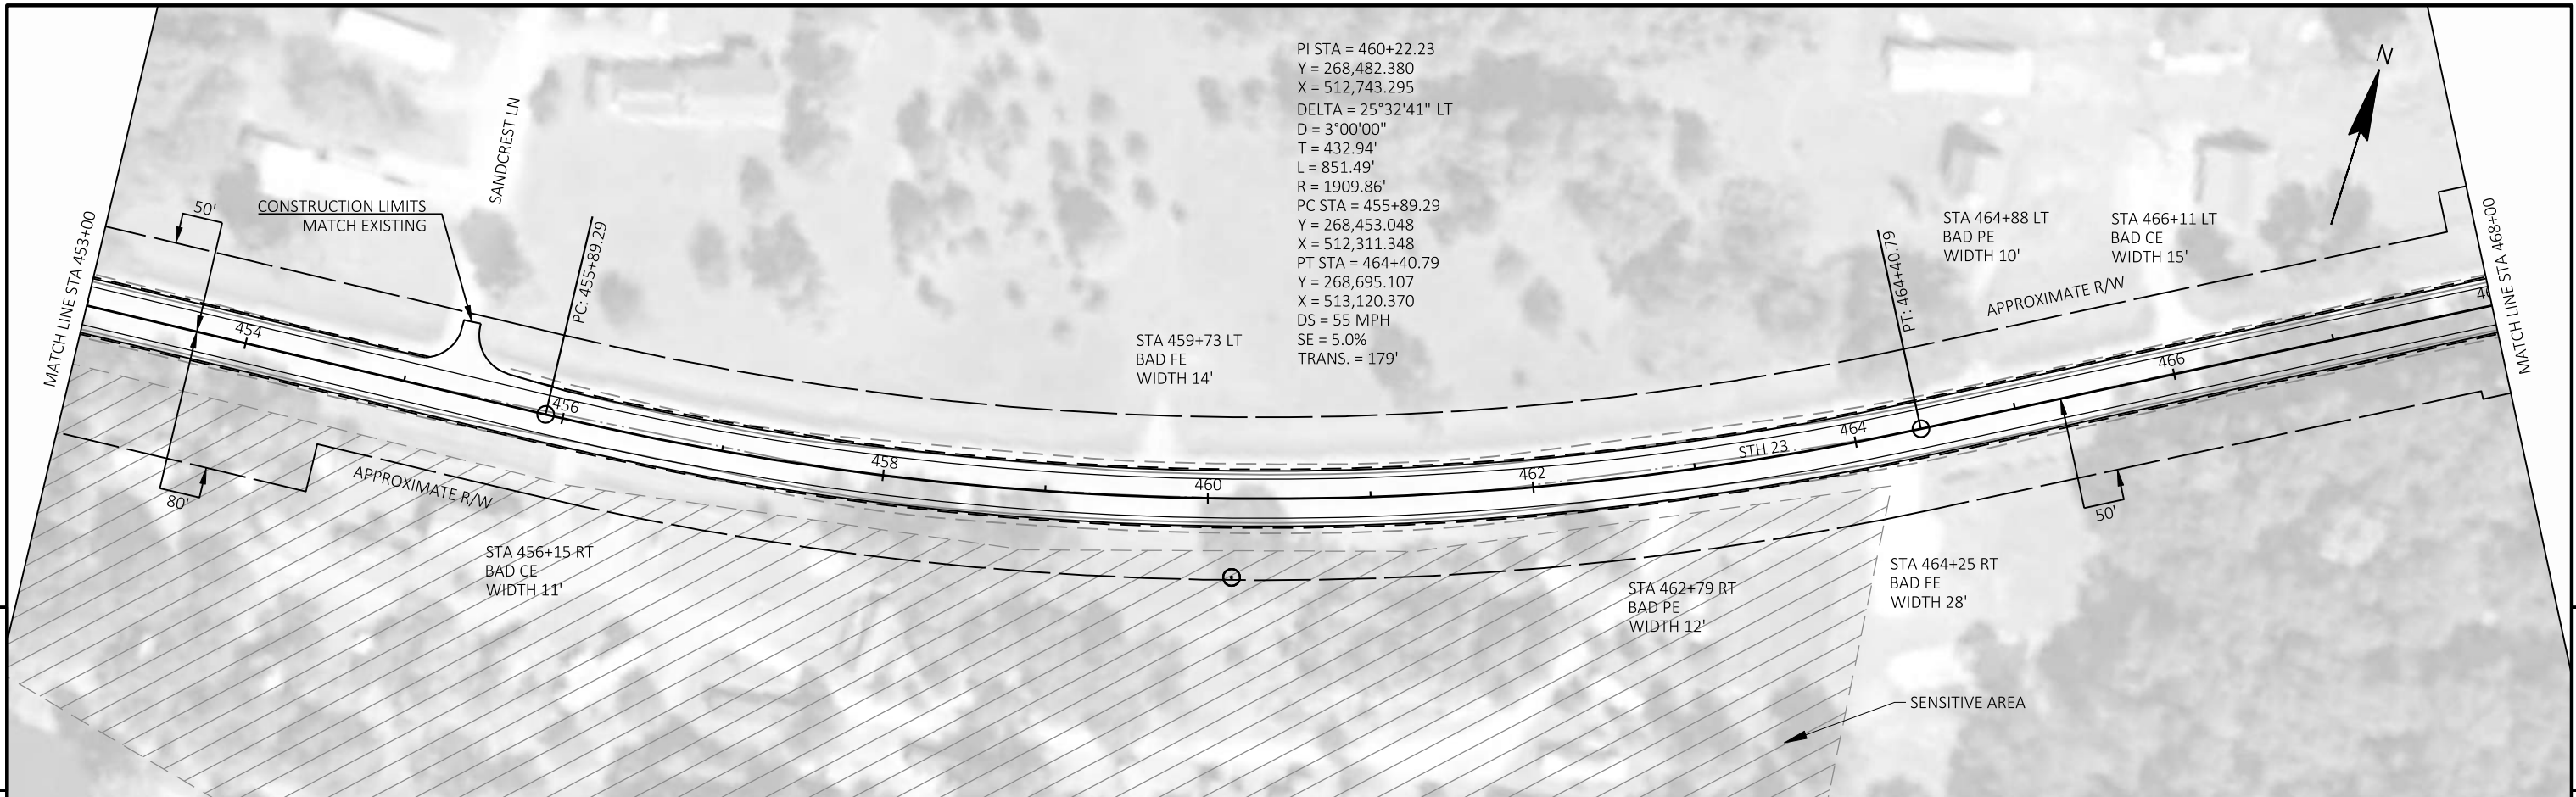 PI STA = 460+22.23
Y = 268,482.380
X = 512,743.295
DELTA = 25°32'41" LT
D = 3°00'00"
T = 432.94'
L = 851.49'
R = 1909.86'
PC STA = 455+89.29
Y = 268,453.048
X = 512,311.348
PT STA = 464+40.79
Y = 268,695.107
X = 513,120.370
DS = 55 MPH
SE = 5.0%
TRANS. = 179'
N
SANDCREST LN
50'
CONSTRUCTION LIMITS
MATCH EXISTING
MATCH LINE STA 453+00
PC: 455+89.29
STA 459+73 LT
BAD FE
WIDTH 14'
PT: 464+40.79
STA 464+88 LT
BAD PE
WIDTH 10'
STA 466+11 LT
BAD CE
WIDTH 15'
APPROXIMATE R/W
MATCH LINE STA 468+00
454
456
458
460
462
STH 23
464
466
80'
APPROXIMATE R/W
50'
STA 456+15 RT
BAD CE
WIDTH 11'
STA 462+79 RT
BAD PE
WIDTH 12'
STA 464+25 RT
BAD FE
WIDTH 28'
SENSITIVE AREA